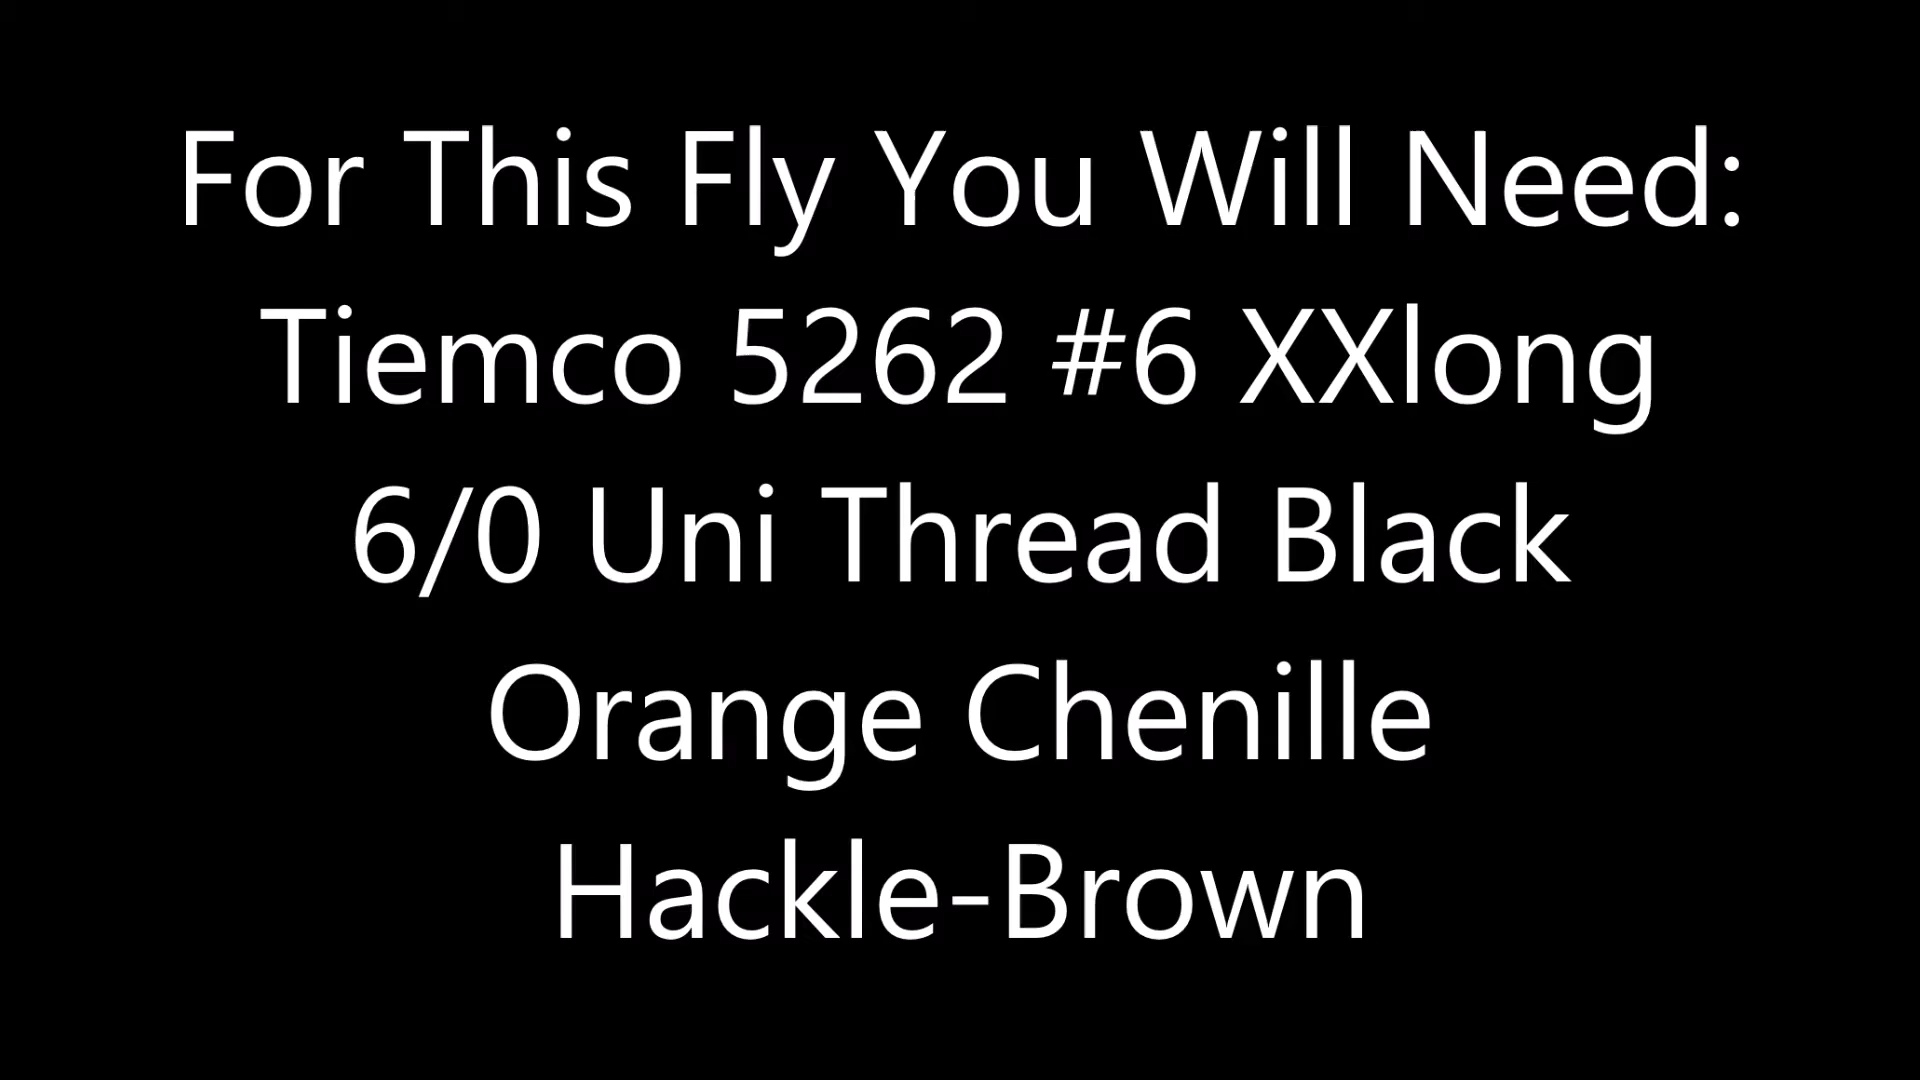 For This Fly You Will Need:
Tiemco 5262 #6 XXlong
6/0 Uni Thread Black
Orange Chenille
Hackle-Brown